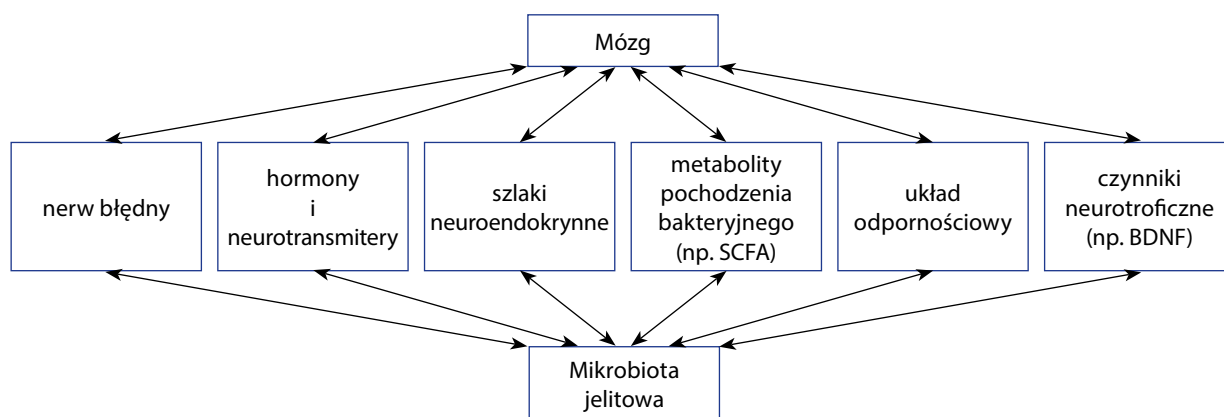 Mózg
nerw błędny
hormony
i
neurotransmitery
szlaki
neuroendokrynne
metabolity
pochodzenia
bakteryjnego
(np. SCFA)
układ
odpornościowy
czynniki
neurotroficzne
(np. BDNF)
Mikrobiota
jelitowa